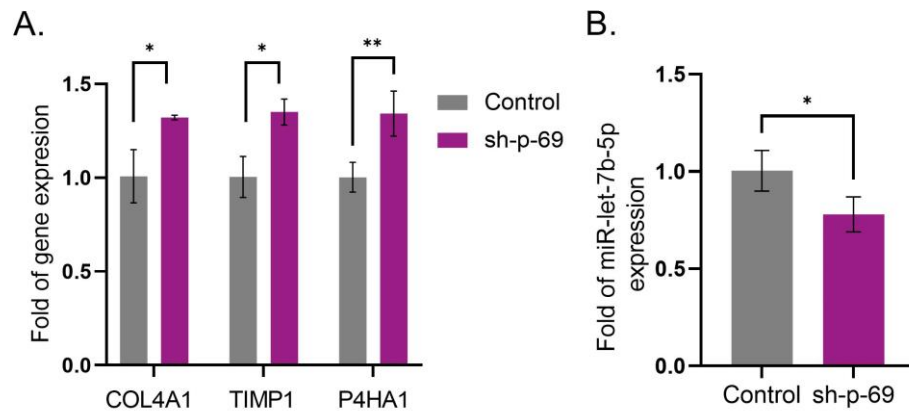 A.
Fold of gene expression
1.5
1.0
0.5
0.0
*
*
**
COL4A1
TIMP1
P4HA1
Control
sh-p-69
B.
Fold of miR-let-7b-5p
expression
1.5
1.0
0.5
0.0
*
Control
sh-p-69